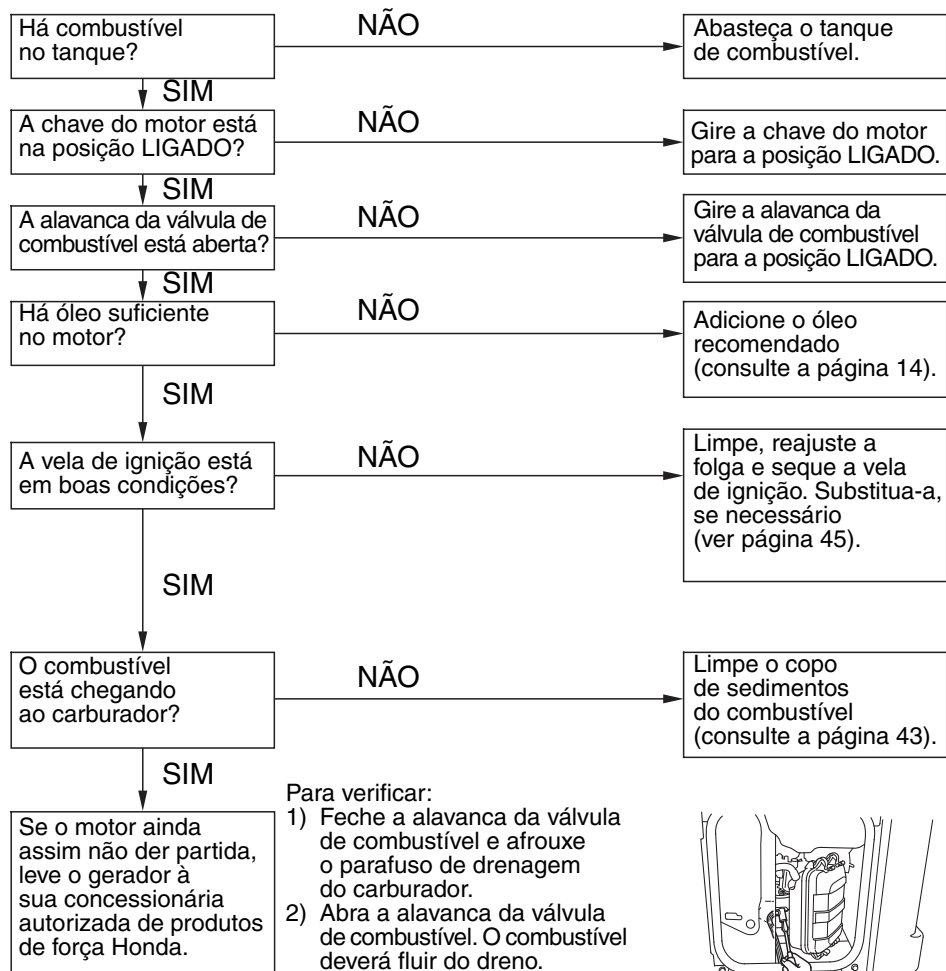 Há combustível
no tanque?
NÃO
Abasteça o tanque
de combustível.
SIM
A chave do motor está
na posição LIGADO?
NÃO
Gire a chave do motor
para a posição LIGADO.
SIM
A alavanca da válvula de
combustível está aberta?
NÃO
Gire a alavanca da
válvula de combustível
para a posição LIGADO.
SIM
Há óleo suficiente
no motor?
NÃO
Adicione o óleo
recomendado
(consulte a página 14).
SIM
A vela de ignição está
em boas condições?
NÃO
Limpe, reajuste a
folga e seque a vela
de ignição. Substitua-a,
se necessário
(ver página 45).
SIM
O combustível
está chegando
ao carburador?
NÃO
Limpe o copo
de sedimentos
do combustível
(consulte a página 43).
SIM
Se o motor ainda
assim não der partida,
leve o gerador à
sua concessionária
autorizada de produtos
de força Honda.
Para verificar:
1) Feche a alavanca da válvula
de combustível e afrouxe
o parafuso de drenagem
do carburador.
2) Abra a alavanca da válvula
de combustível. O combustível
deverá fluir do dreno.